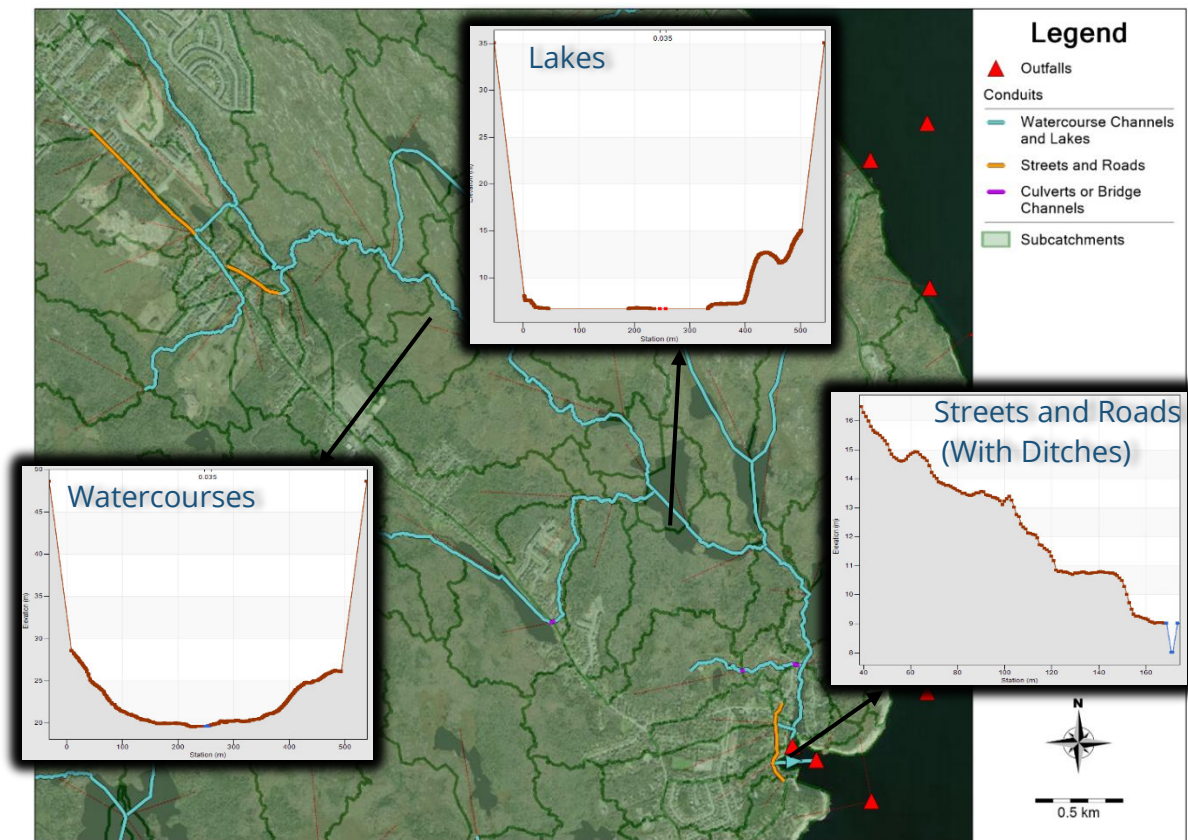 Legend
Outfalls
Conduits
Watercourse Channels
and Lakes
Streets and Roads
Culverts or Bridge
Channels
Subcatchments
0.035
Lakes
35
30
25
20
15
10
Elevation (m)
0 100 200 300 400 500
Station (m)
Streets and Roads
(With Ditches)
16
15
14
13
12
11
10
9
8
Elevation (m)
40 60 80 100 120 140 160
Station (m)
0.035
Watercourses
50
45
40
35
30
25
20
Elevation (m)
0 100 200 300 400 500
Station (m)
N
0.5 km